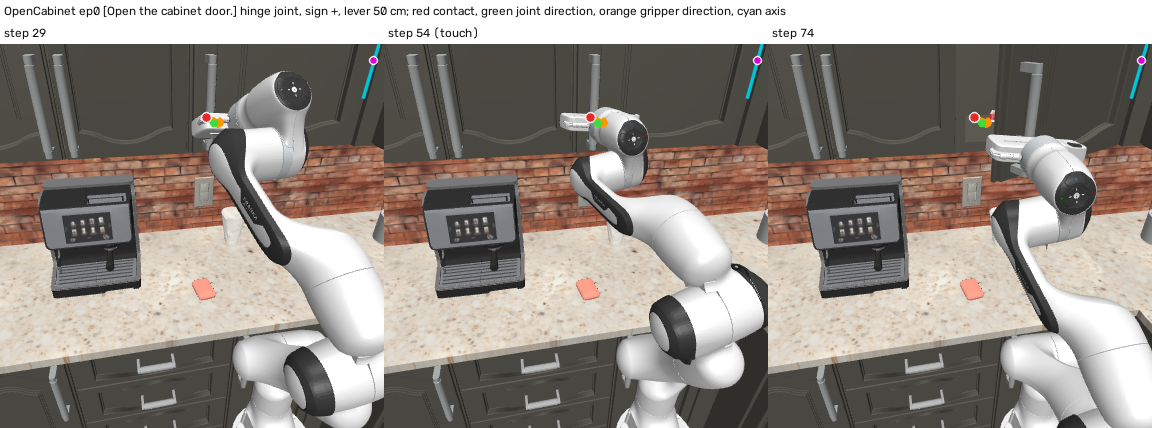 OpenCabinet ep0 [Open the cabinet door.] hinge joint, sign +, lever 50 cm; red contact, green joint direction, orange gripper direction, cyan axis
step 29
step 54 (touch)
step 74